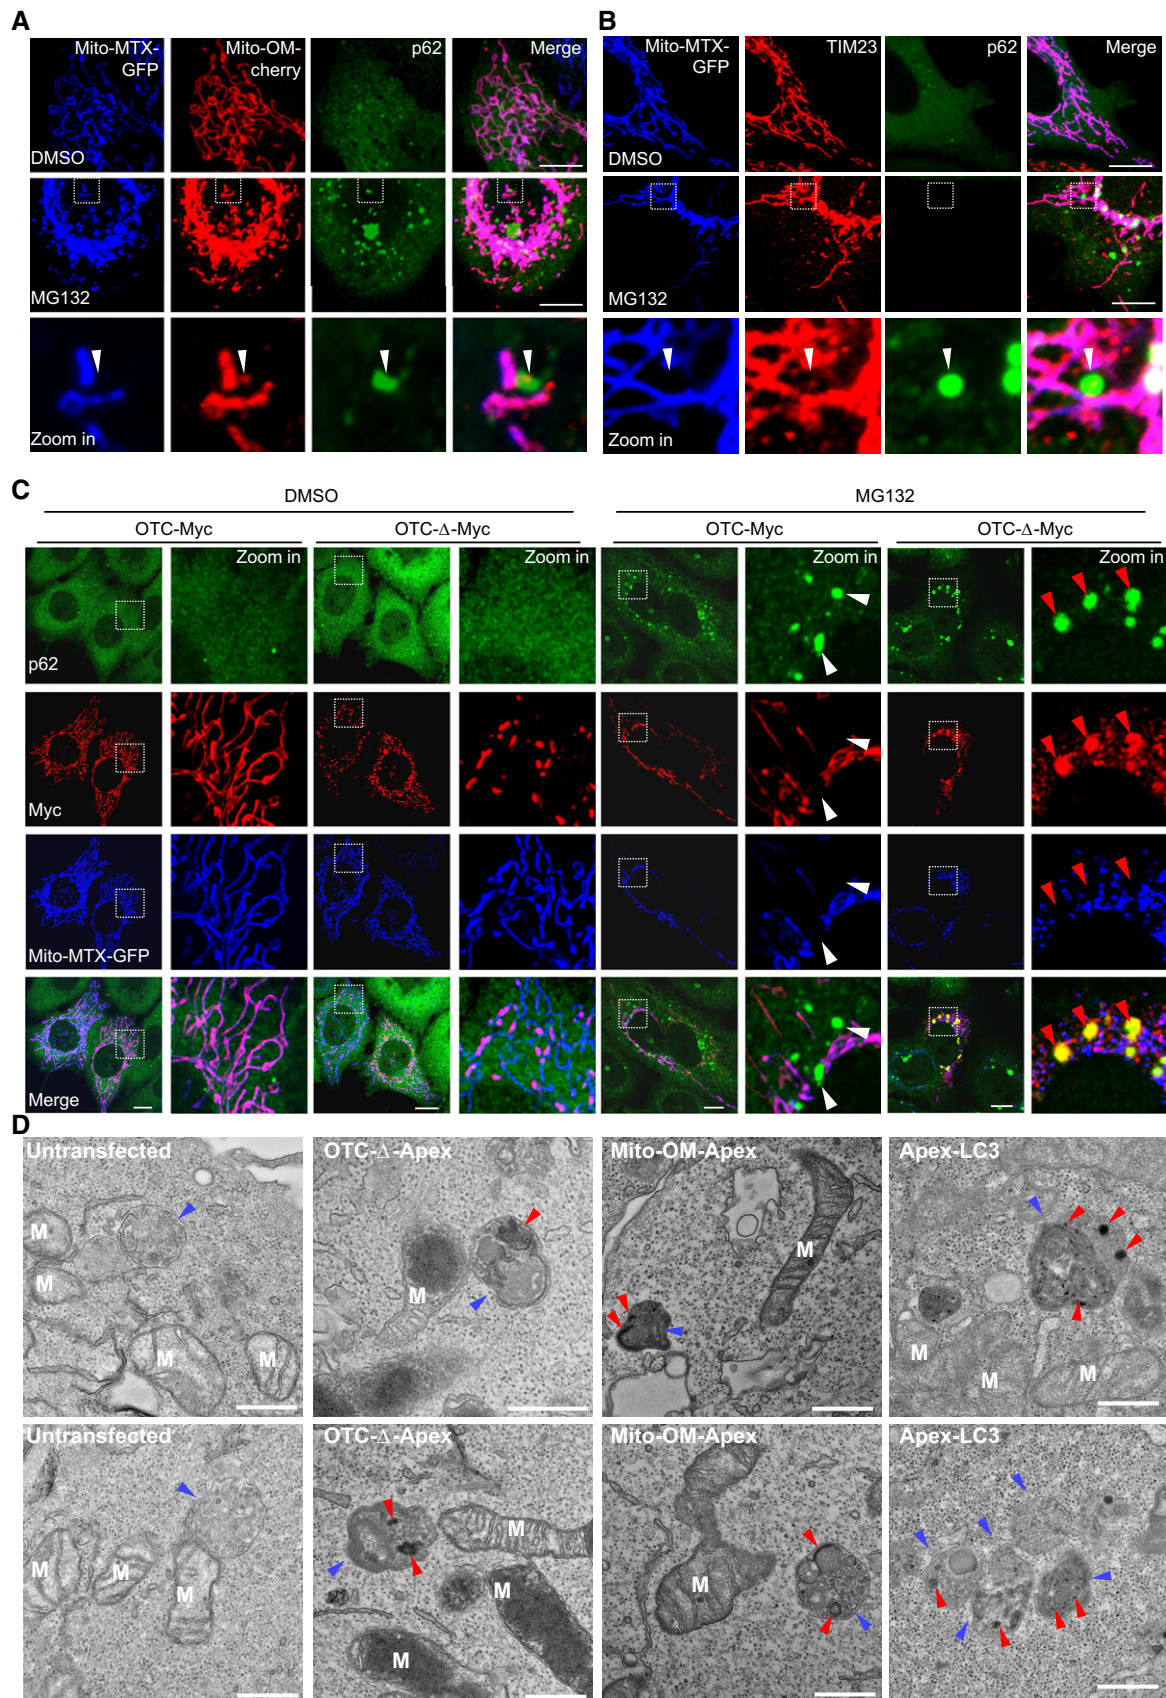 A
Mito-MTX-
GFP
Mito-OM-
cherry
p62
Merge
DMSO
MG132
Zoom in
B
Mito-MTX-
GFP
TIM23
p62
Merge
DMSO
MG132
Zoom in
C
DMSO
MG132
OTC-Myc
OTC-Δ-Myc
OTC-Myc
OTC-Δ-Myc
Zoom in
Zoom in
Zoom in
Zoom in
p62
Myc
Mito-MTX-GFP
Merge
D
Untransfected
OTC-Δ-Apex
Mito-OM-Apex
Apex-LC3
M
M
M
M
M
M
M
M
M
Untransfected
OTC-Δ-Apex
Mito-OM-Apex
Apex-LC3
M
M
M
M
M
M
M